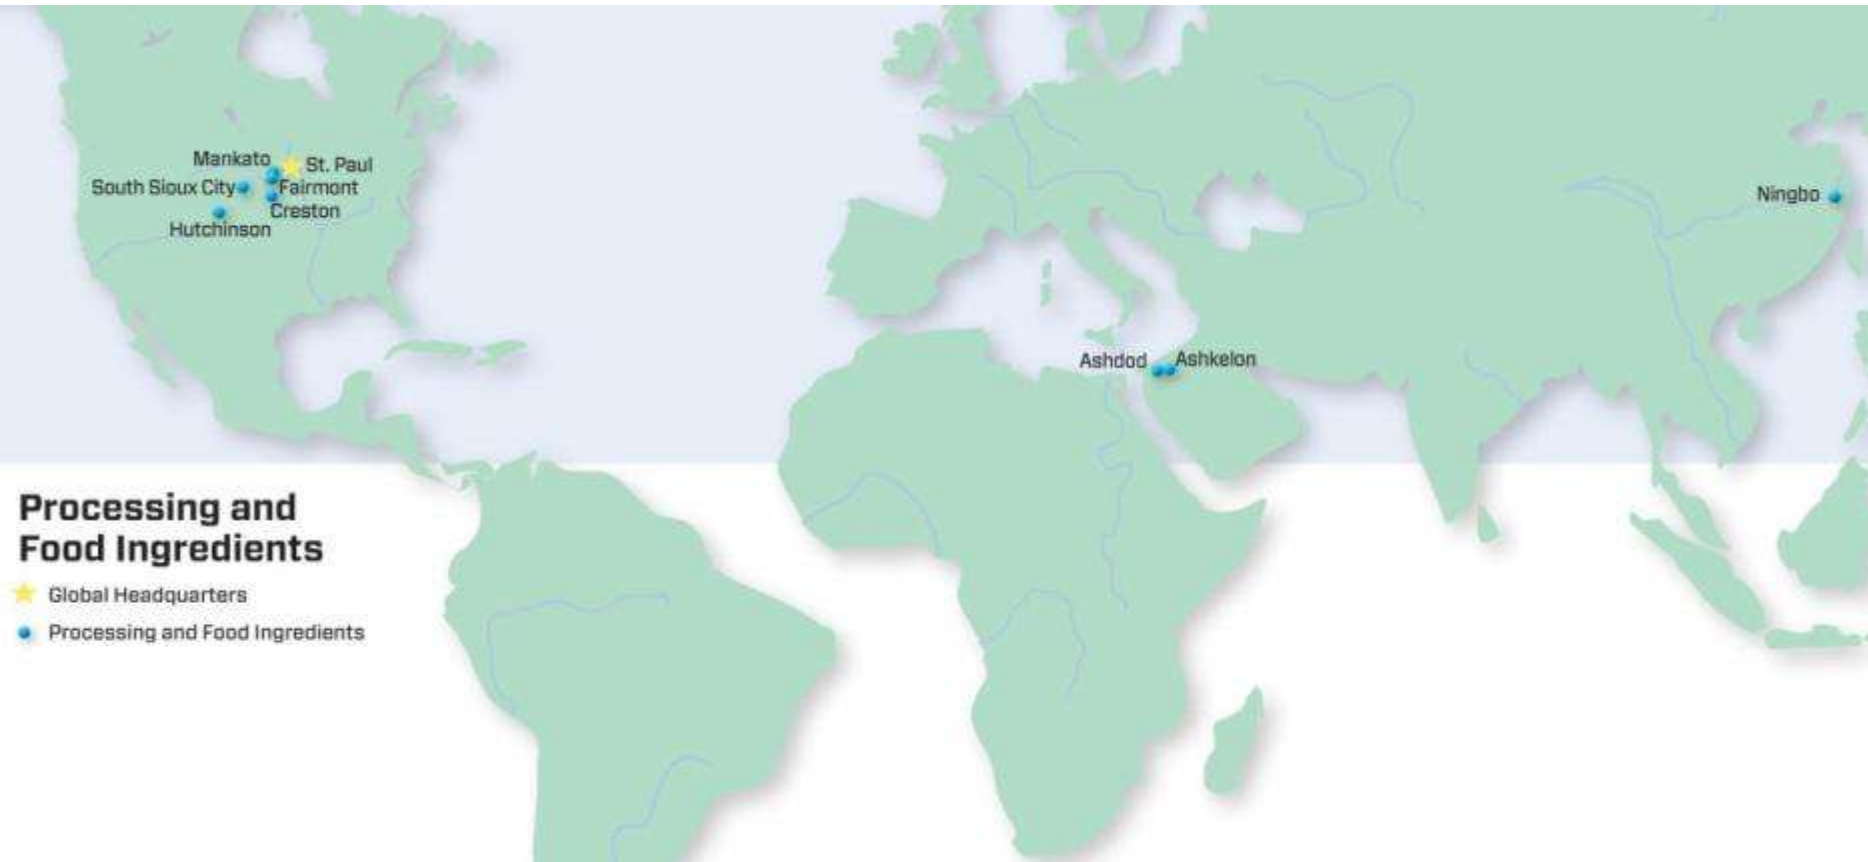 Mankato
St. Paul
South Sioux City
Fairmont
Creston
Hutchinson
Ningbo
Ashdod
Ashkelon
Processing and
Food Ingredients
Global Headquarters
Processing and Food Ingredients